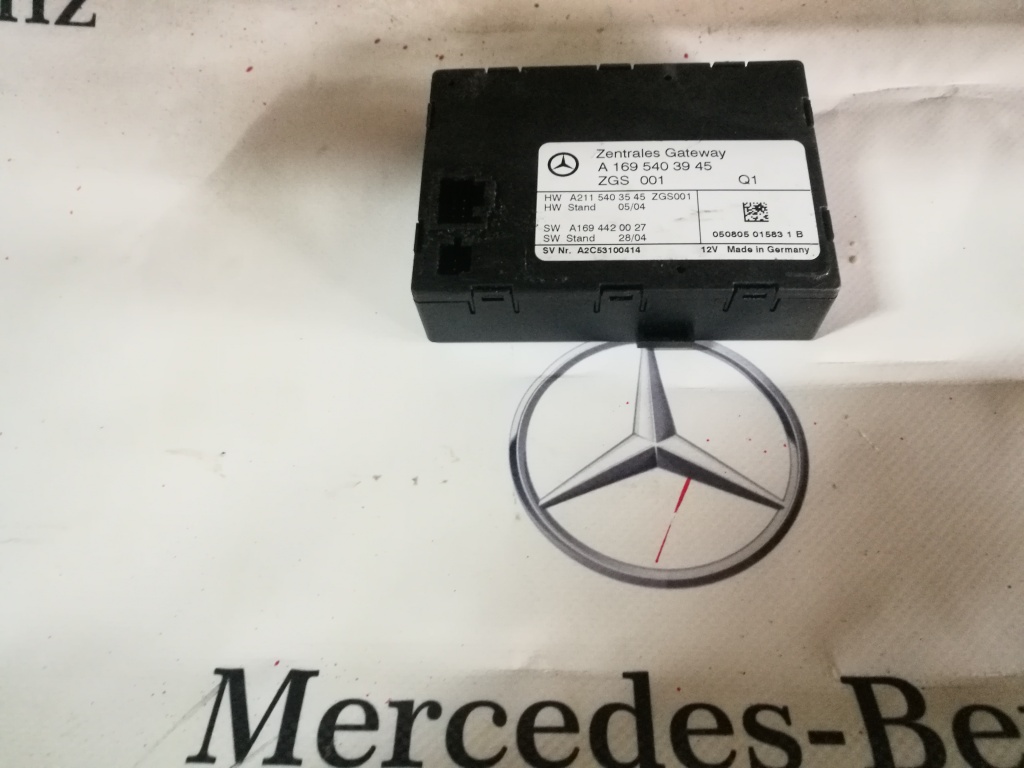 nz
Zentrales Gateway
A 169 540 39 45
ZGS 001 Q1
HW A211 540 35 45 ZGS001
HW Stand 05/04
SW A169 442 00 27
SW Stand 28/04
050805 01583 1 B
SV Nr. A2C53100414 12V Made in Germany
Mercedes-Be